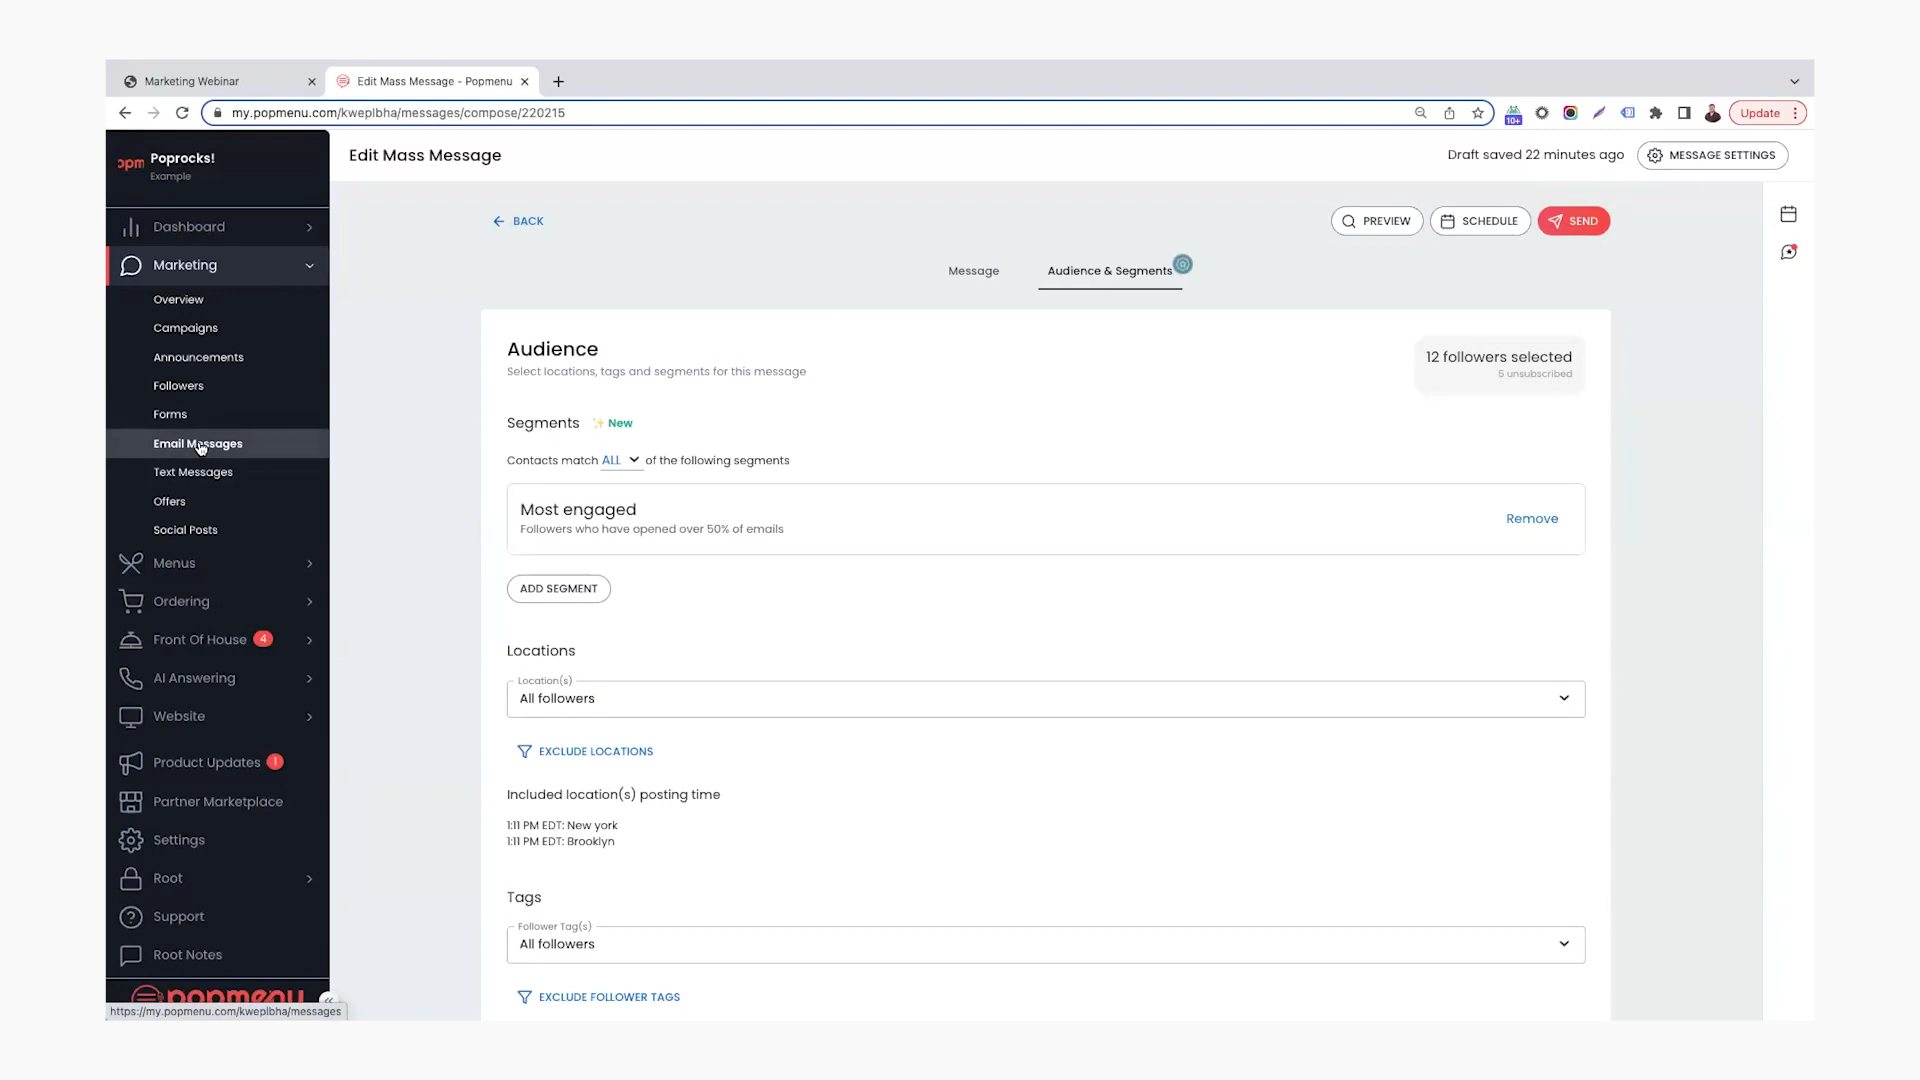 Marketing Webinar
Edit Mass Message - Popmenu
my.popmenu.com/kweplbha/messages/compose/220215
10+
Update
opm
Poprocks!
Example
Edit Mass Message
Draft saved 22 minutes ago
MESSAGE SETTINGS
Dashboard
Marketing
Overview
Campaigns
Announcements
Followers
Forms
Email Messages
Text Messages
Offers
Social Posts
Menus
Ordering
Front Of House 4
AI Answering
Website
Product Updates 1
Partner Marketplace
Settings
Root
Support
Root Notes
popmenu
https://my.popmenu.com/kweplbha/messages
BACK
PREVIEW
SCHEDULE
SEND
Message
Audience & Segments
Audience
Select locations, tags and segments for this message
12 followers selected
5 unsubscribed
Segments ✨ New
Contacts match ALL of the following segments
Most engaged
Followers who have opened over 50% of emails
Remove
ADD SEGMENT
Locations
Location(s)
All followers
EXCLUDE LOCATIONS
Included location(s) posting time
1:11 PM EDT: New york
1:11 PM EDT: Brooklyn
Tags
Follower Tag(s)
All followers
EXCLUDE FOLLOWER TAGS